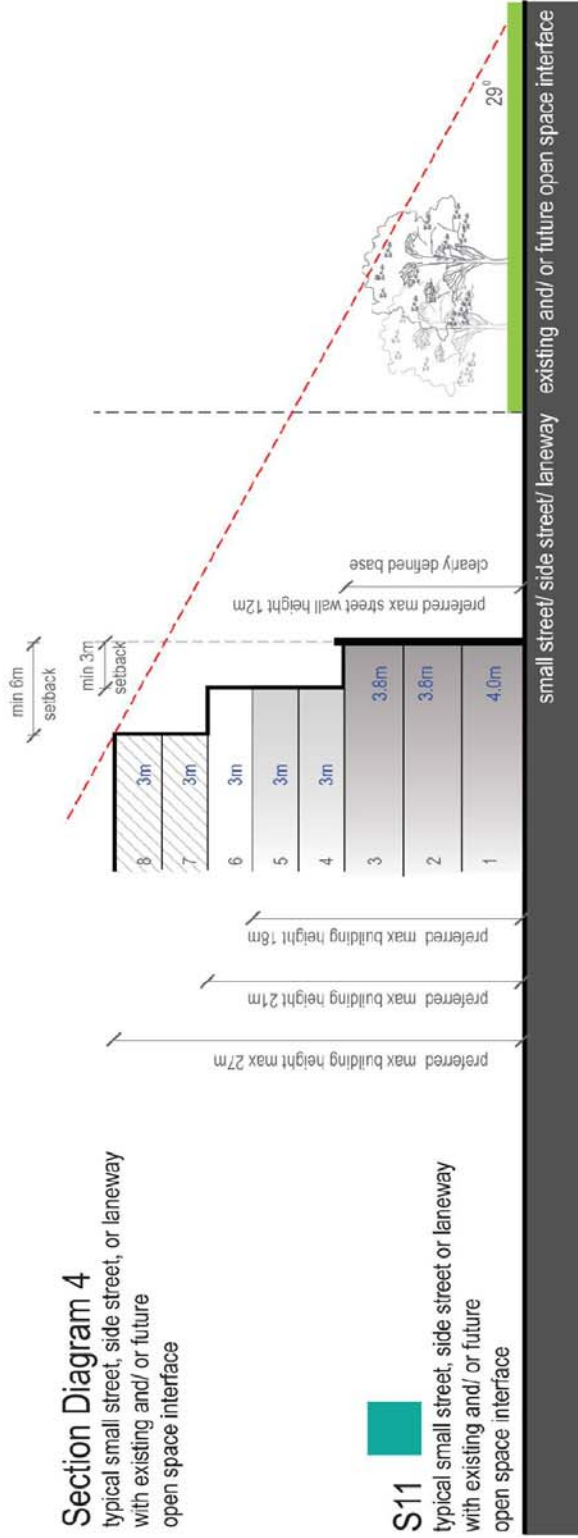 Section Diagram 4
typical small street, side street, or laneway
with existing and/ or future
open space interface
S11
typical small street, side street or laneway
with existing and/ or future
open space interface
preferred max building height max 27m
preferred max building height 21m
preferred max building height 18m
min 6m
setback
min 3m
setback
8 3m
7 3m
6 3m
5 3m
4 3m
3 3.8m
2 3.8m
1 4.0m
preferred max street wall height 12m
clearly defined base
29⁰
small street/ side street/ laneway
existing and/ or future open space interface